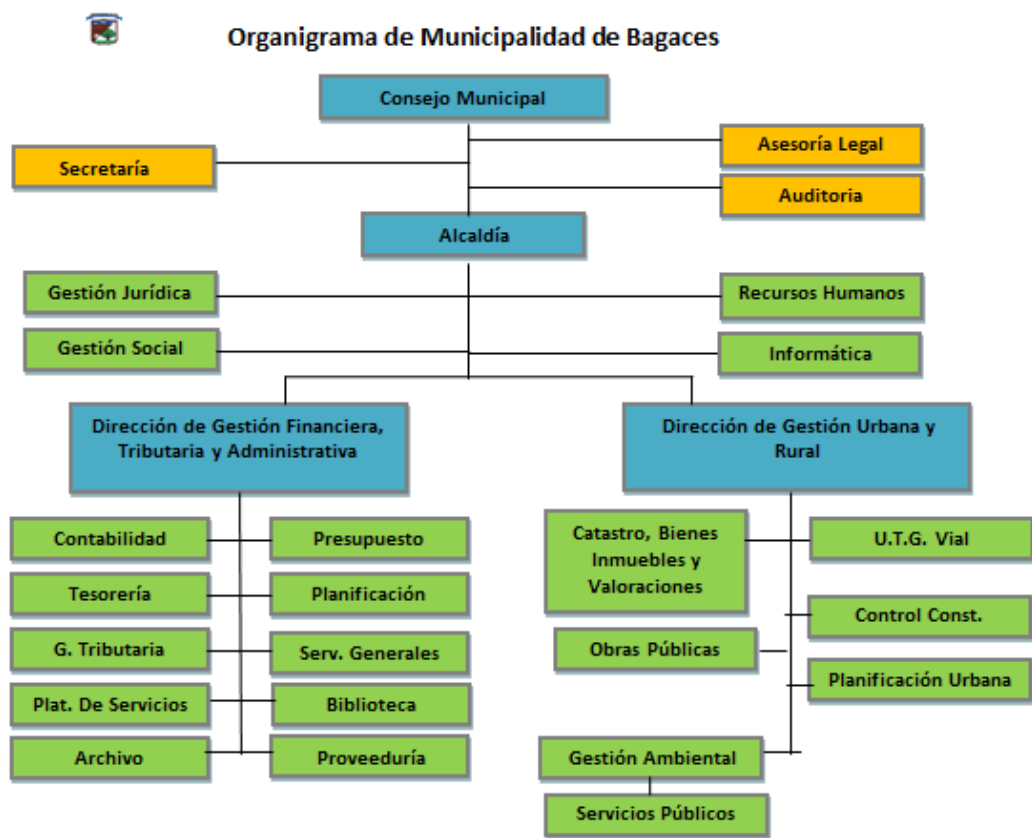 Organigrama de Municipalidad de Bagaces
Consejo Municipal
Secretaría
Asesoría Legal
Auditoria
Alcaldía
Gestión Jurídica
Recursos Humanos
Gestión Social
Informática
Dirección de Gestión Financiera,
Tributaria y Administrativa
Dirección de Gestión Urbana y
Rural
Contabilidad
Presupuesto
Tesorería
Planificación
G. Tributaria
Serv. Generales
Plat. De Servicios
Biblioteca
Archivo
Proveeduría
Catastro, Bienes
Inmuebles y
Valoraciones
U.T.G. Vial
Control Const.
Obras Públicas
Planificación Urbana
Gestión Ambiental
Servicios Públicos